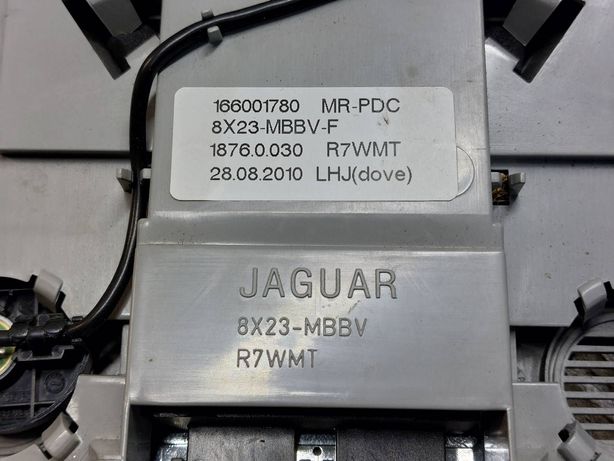 166001780 MR-PDC
8X23-MBBV-F
1876.0.030 R7WMT
28.08.2010 LHJ(dove)
JAGUAR
8X23-MBBV
R7WMT